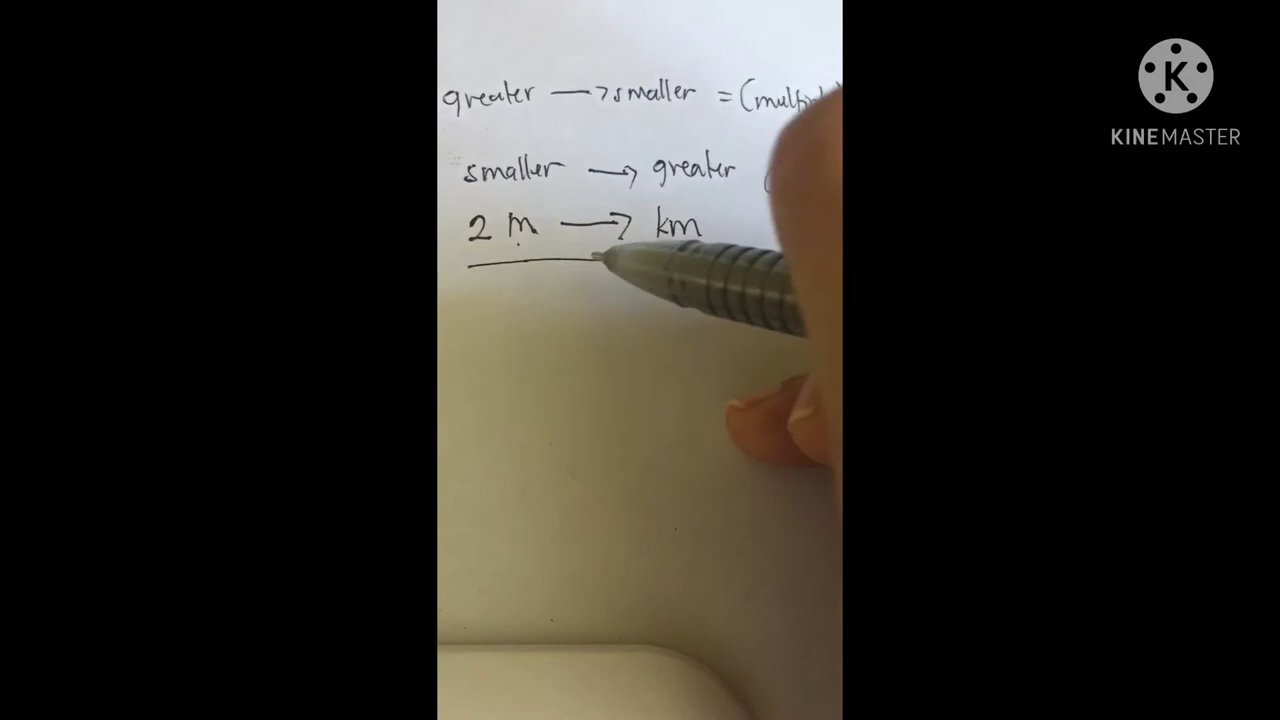 greater → smaller = (
smaller → greater (
2 m → km
K
KINEMASTER